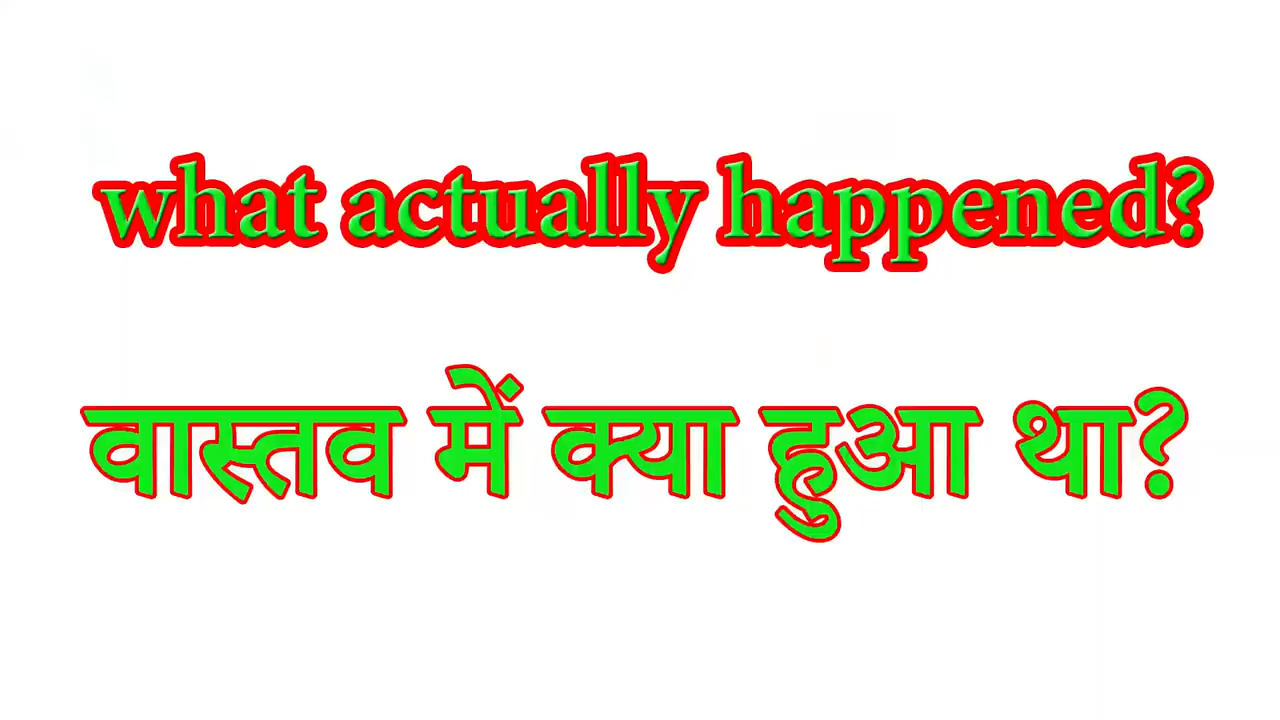 what actually happened?
वास्तव में क्या हुआ था?